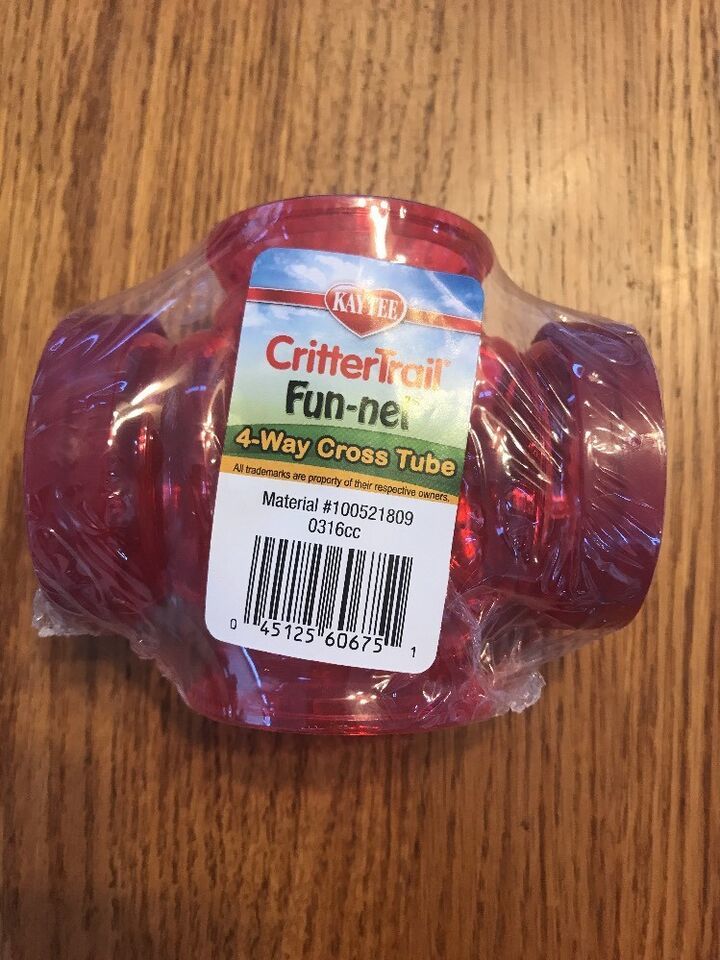 KAYTEE
CritterTrail™
Fun-nel
4-Way Cross Tube
All trademarks are property of their respective owners.
Material #100521809
0316cc
0 45125 60675 1